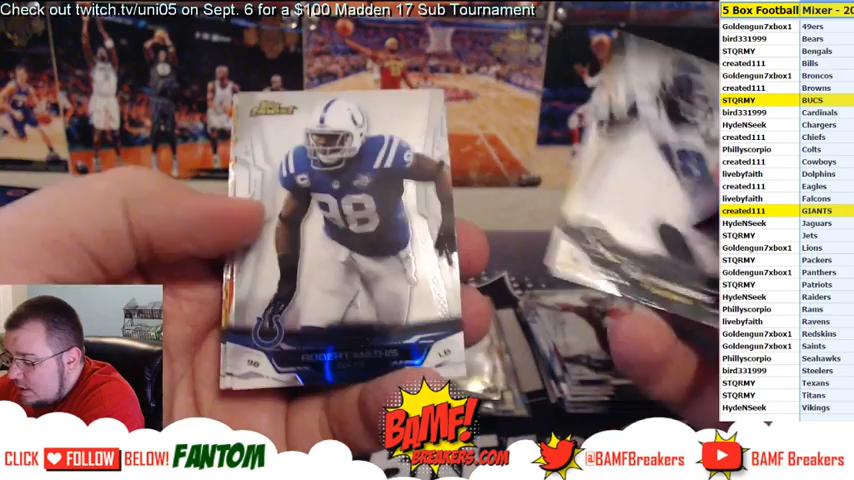 Check out twitch.tv/uni05 on Sept. 6 for a $100 Madden 17 Sub Tournament
5 Box Football Mixer - 20
Goldengun7xbox1 49ers
bird331999 Bears
STQRMY Bengals
created111 Bills
Goldengun7xbox1 Broncos
created111 Browns
STQRMY BUCS
bird331999 Cardinals
HydeNSeek Chargers
created111 Chiefs
Phillyscorpio Colts
created111 Cowboys
livebyfaith Dolphins
created111 Eagles
livebyfaith Falcons
created111 GIANTS
HydeNSeek Jaguars
STQRMY Jets
Goldengun7xbox1 Lions
STQRMY Packers
Goldengun7xbox1 Panthers
STQRMY Patriots
HydeNSeek Raiders
Phillyscorpio Rams
livebyfaith Ravens
Goldengun7xbox1 Redskins
Goldengun7xbox1 Saints
Phillyscorpio Seahawks
bird331999 Steelers
STQRMY Texans
STQRMY Titans
HydeNSeek Vikings
98
98
ROBERT MATHIS
98 LB
CLICK FOLLOW BELOW! FANTOM
BAMF!
BREAKERS.COM
@BAMFBreakers
BAMF Breakers